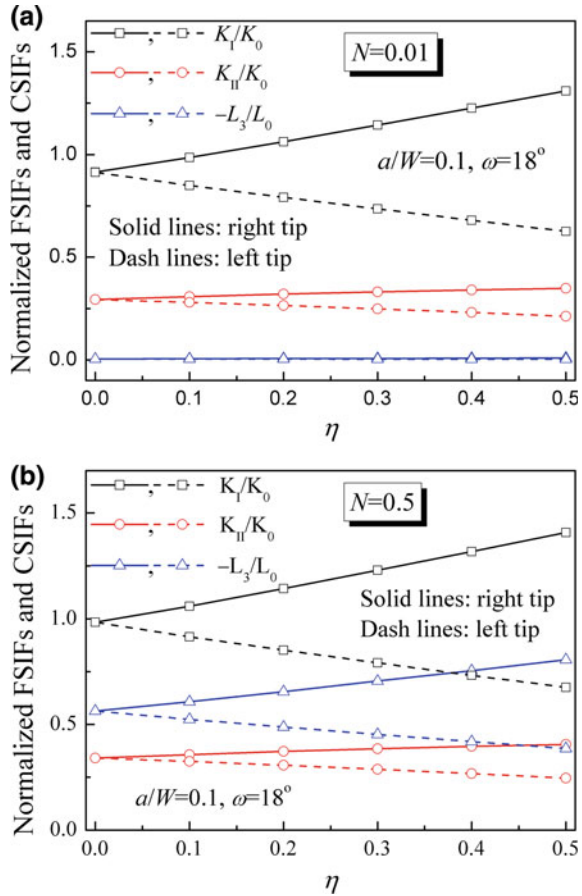 (a)
Normalized FSIFs and CSIFs
1.5
1.0
0.5
0.0
, K_I/K_0
, K_II/K_0
, –L_3/L_0
N=0.01
a/W=0.1, ω=18°
Solid lines: right tip
Dash lines: left tip
0.0 0.1 0.2 0.3 0.4 0.5
η
(b)
Normalized FSIFs and CSIFs
1.5
1.0
0.5
0.0
, K_I/K_0
, K_II/K_0
, –L_3/L_0
N=0.5
Solid lines: right tip
Dash lines: left tip
a/W=0.1, ω=18°
0.0 0.1 0.2 0.3 0.4 0.5
η